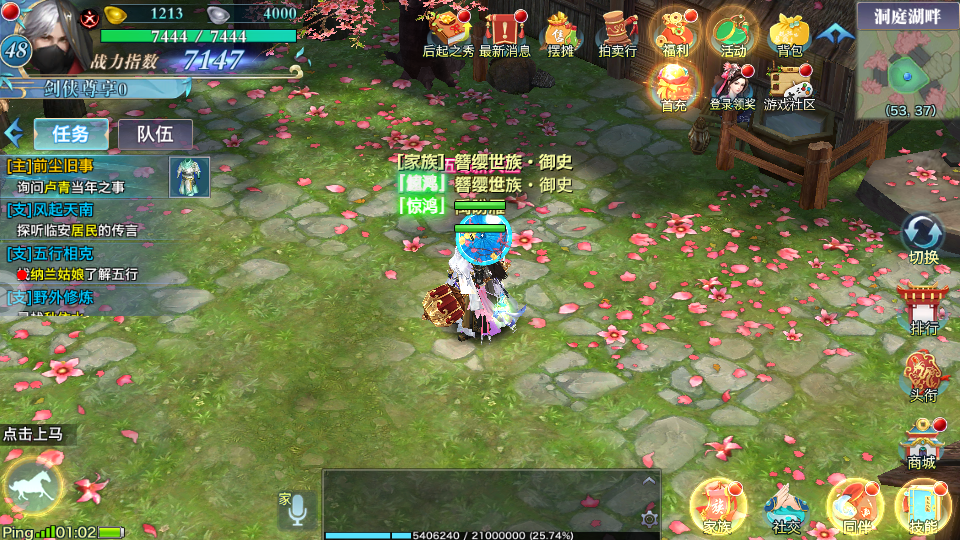 1213
4000
48
7444 / 7444
战力指数 7147
剑侠尊享0
后起之秀
最新消息
摆摊
拍卖行
福利
活动
背包
洞庭湖畔
首充
登录领奖
游戏社区
(53, 37)
任务
队伍
[主]前尘旧事
询问卢青当年之事
[支]风起天南
探听临安居民的传言
[支]五行相克
纳兰姑娘了解五行
[支]野外修炼
[家族] 簪缨世族·御史
簪缨世族·御史
「惊鸿」
切换
排行
头衔
商城
点击上马
家
家族
社交
同伴
技能
Ping
01:02
5406240 / 21000000 (25.74%)